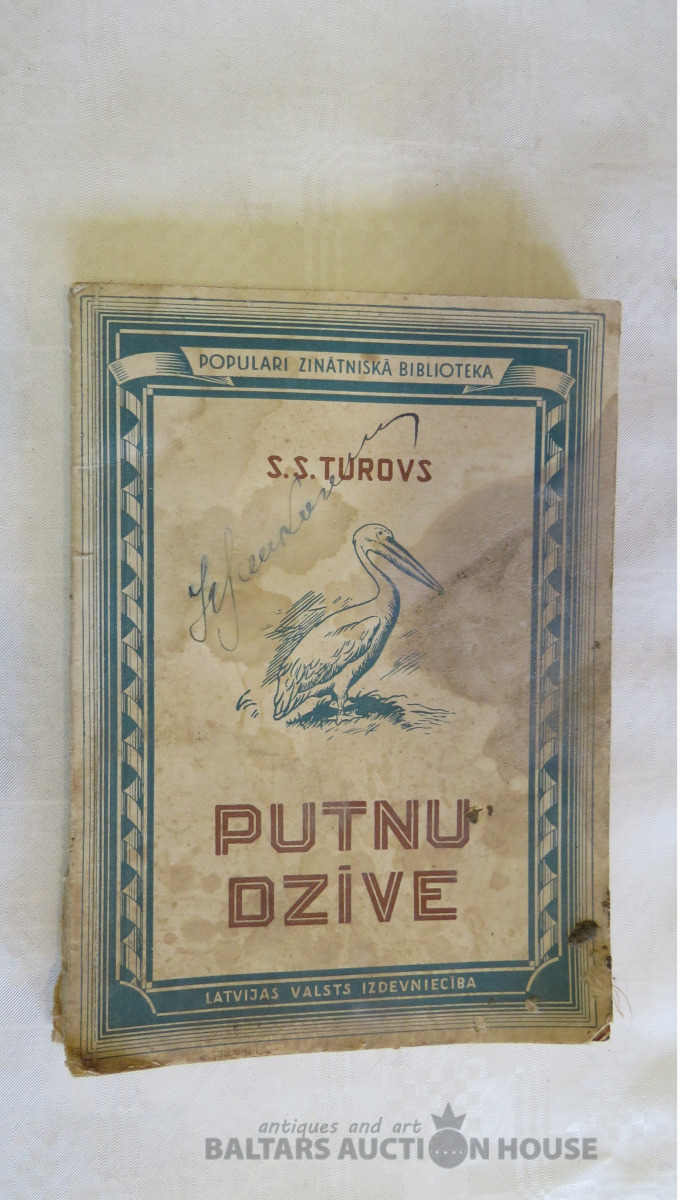 POPULARI ZINĀTNISKĀ BIBLIOTEKA
S.S.TUROVS
PUTNU
DZĪVE
LATVIJAS VALSTS IZDEVNIECĪBA
antiques and art
BALTARS AUCTION HOUSE